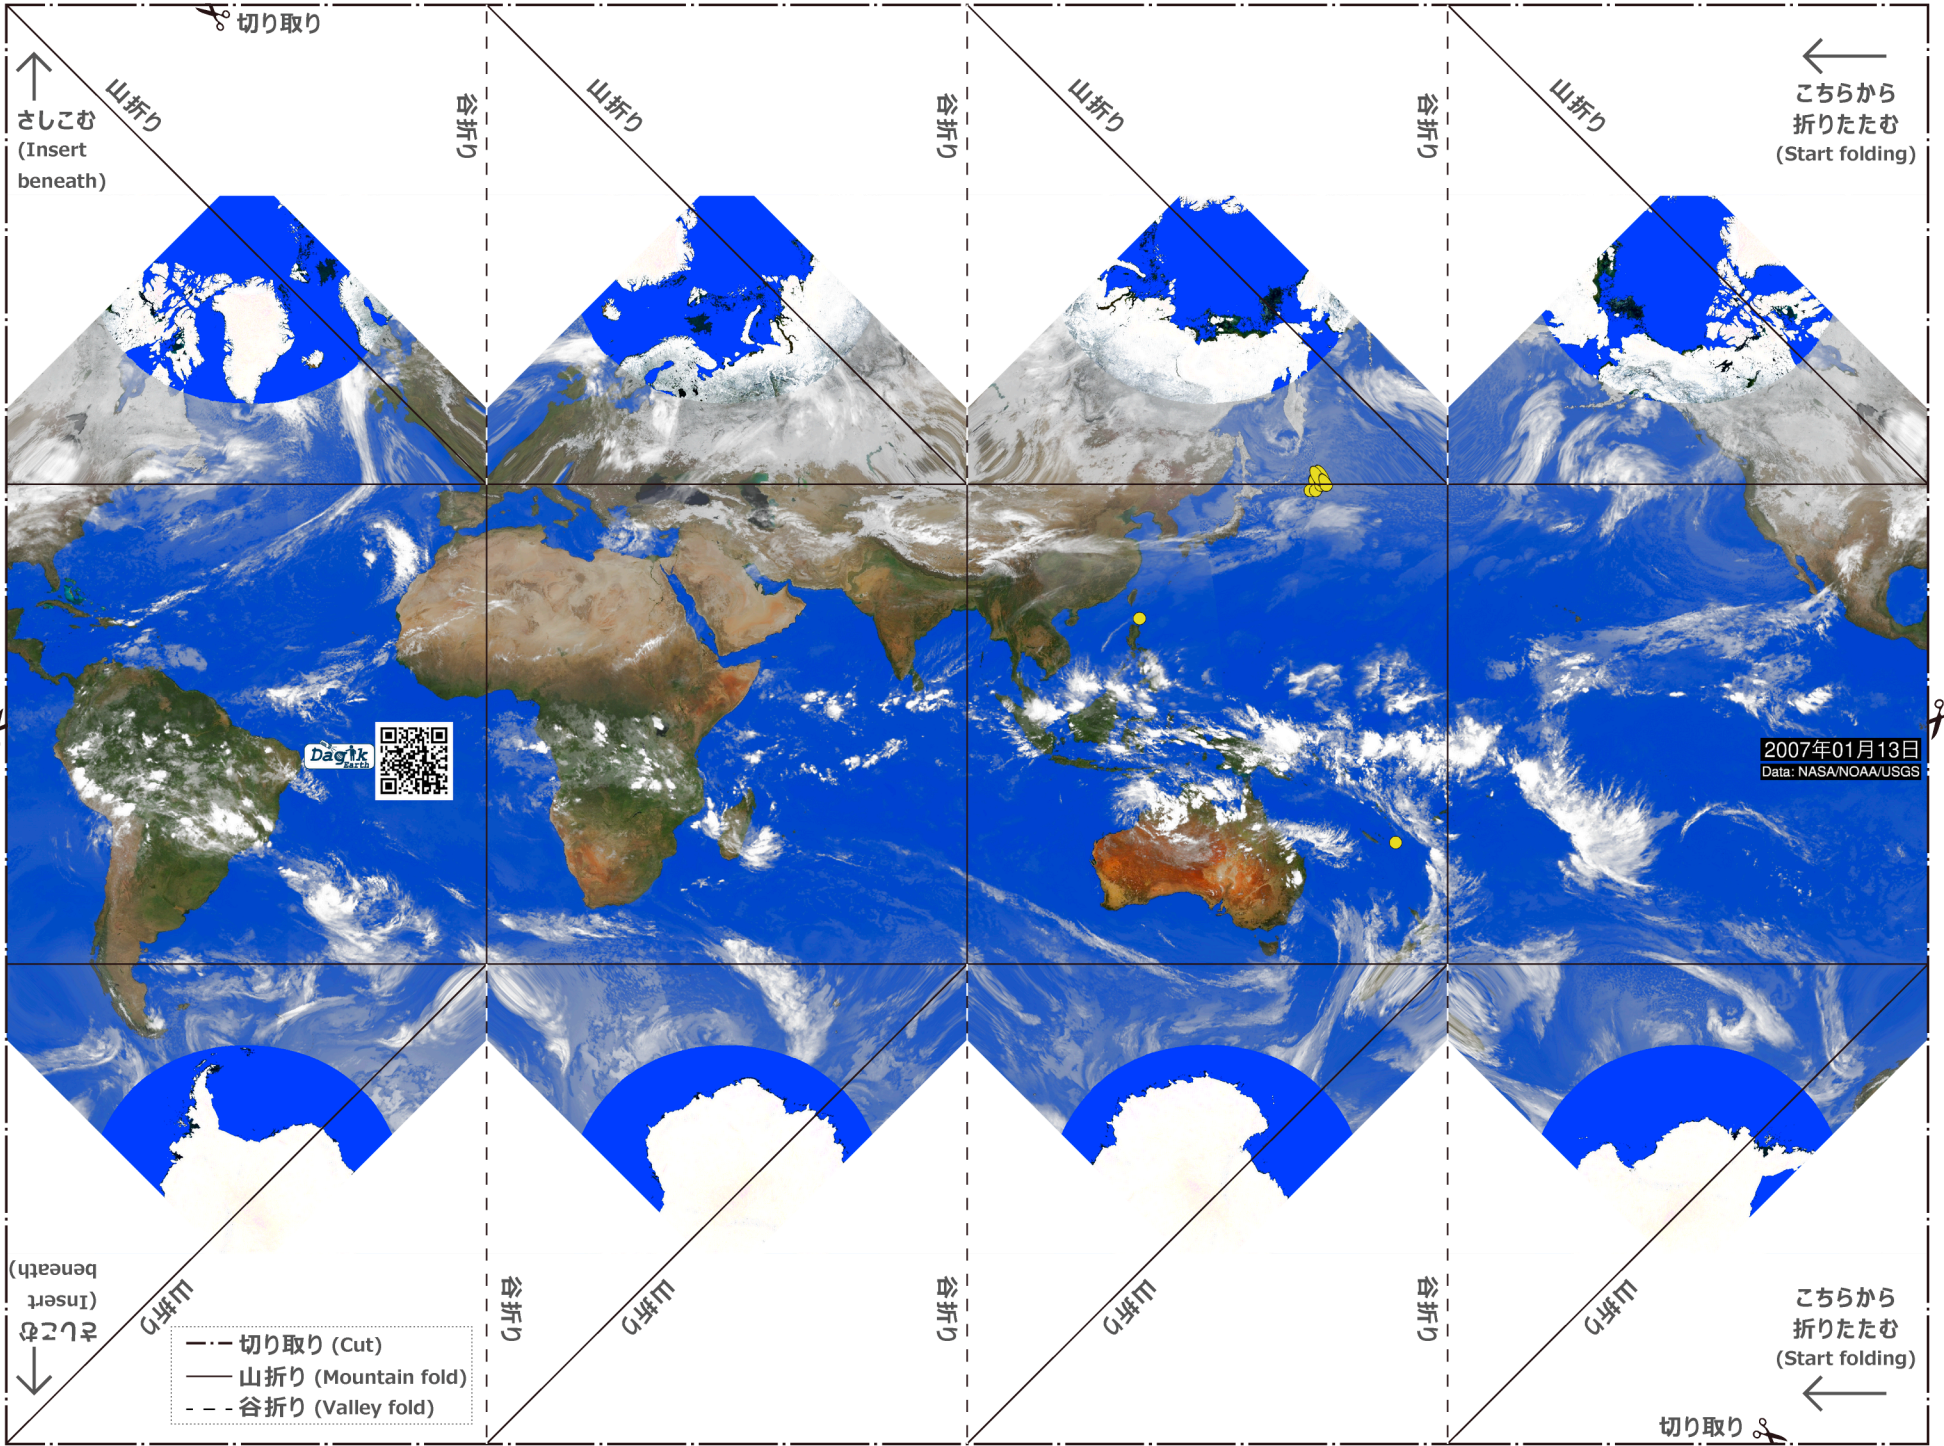 切り取り
山折り
谷折り
山折り
谷折り
山折り
谷折り
山折り
さしこむ
(Insert
beneath)
こちらから
折りたたむ
(Start folding)
Dagik
Earth
2007年01月13日
Data: NASA/NOAA/USGS
さしこむ
(Insert
beneath)
山折り
谷折り
山折り
谷折り
山折り
谷折り
山折り
こちらから
折りたたむ
(Start folding)
切り取り (Cut)
山折り (Mountain fold)
谷折り (Valley fold)
切り取り